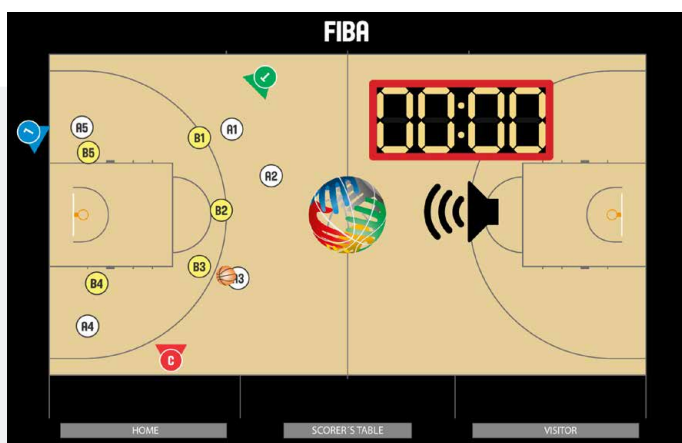 FIBA
T
00:00
L
A5
B5
B1
A1
A2
B2
B3
A3
B4
A4
C
HOME
SCORER'S TABLE
VISITOR